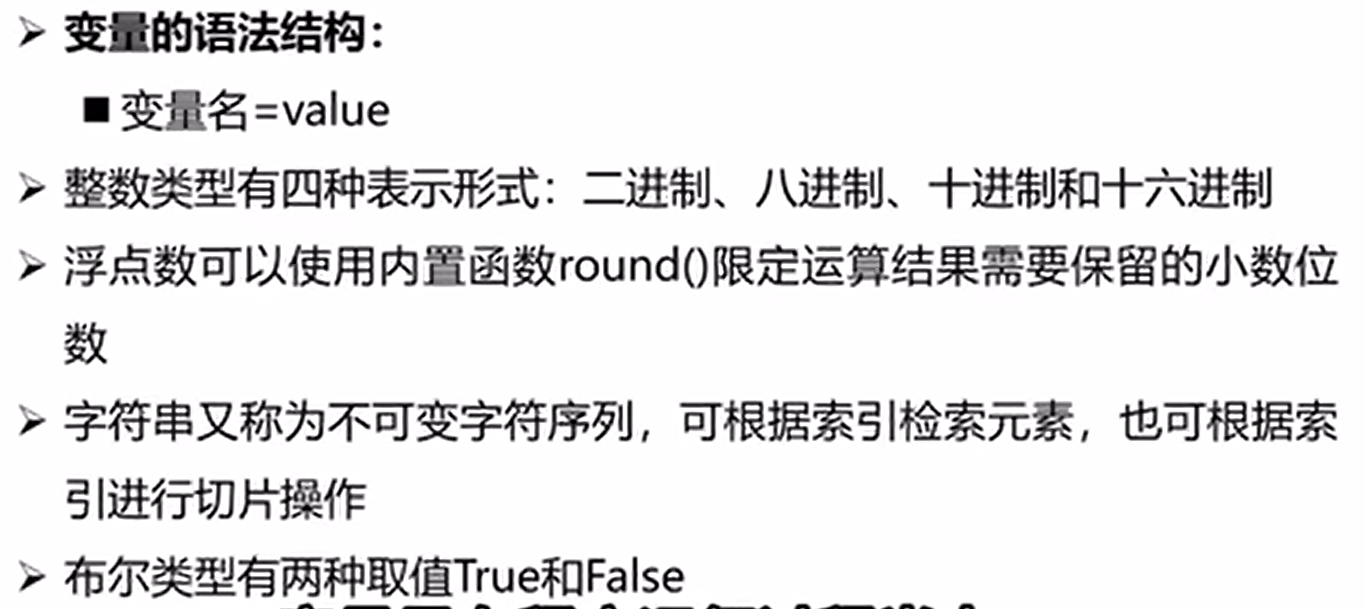 ➢ 变量的语法结构：
■ 变量名=value
➢ 整数类型有四种表示形式：二进制、八进制、十进制和十六进制
➢ 浮点数可以使用内置函数round()限定运算结果需要保留的小数位
数
➢ 字符串又称为不可变字符序列，可根据索引检索元素，也可根据索
引进行切片操作
➢ 布尔类型有两种取值True和False